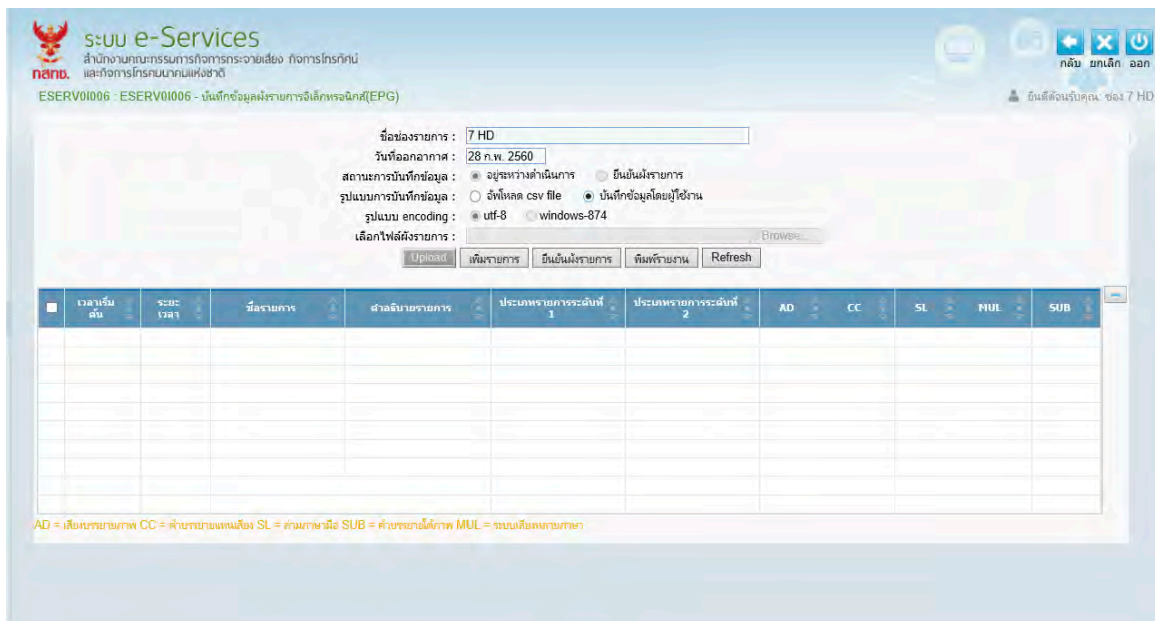 ระบบ e-Services
สำนักงานคณะกรรมการกิจการกระจายเสียง กิจการโทรทัศน์
และกิจการโทรคมนาคมแห่งชาติ
กสทช.
กลับ ยกเลิก ออก
ESERV0I006 : ESERV0I006 - บันทึกข้อมูลผังรายการอิเล็กทรอนิกส์(EPG)
ยินดีต้อนรับคุณ: ช่อง 7 HD
ชื่อช่องรายการ : 7 HD
วันที่ออกอากาศ : 28 ก.พ. 2560
สถานะการบันทึกข้อมูล : อยู่ระหว่างดำเนินการ ยืนยันผังรายการ
รูปแบบการบันทึกข้อมูล : อัพโหลด csv file บันทึกข้อมูลโดยผู้ใช้งาน
รูปแบบ encoding : utf-8 windows-874
เลือกไฟล์ผังรายการ : Browse...
Upload เพิ่มรายการ ยืนยันผังรายการ พิมพ์รายงาน Refresh
เวลาเริ่มต้น ระยะเวลา ชื่อรายการ คำอธิบายรายการ ประเภทรายการระดับที่ 1 ประเภทรายการระดับที่ 2 AD CC SL MUL SUB
AD = เสียงบรรยายภาพ CC = คำบรรยายแทนเสียง SL = ล่ามภาษามือ SUB = คำบรรยายใต้ภาพ MUL = ระบบเสียงหลายภาษา